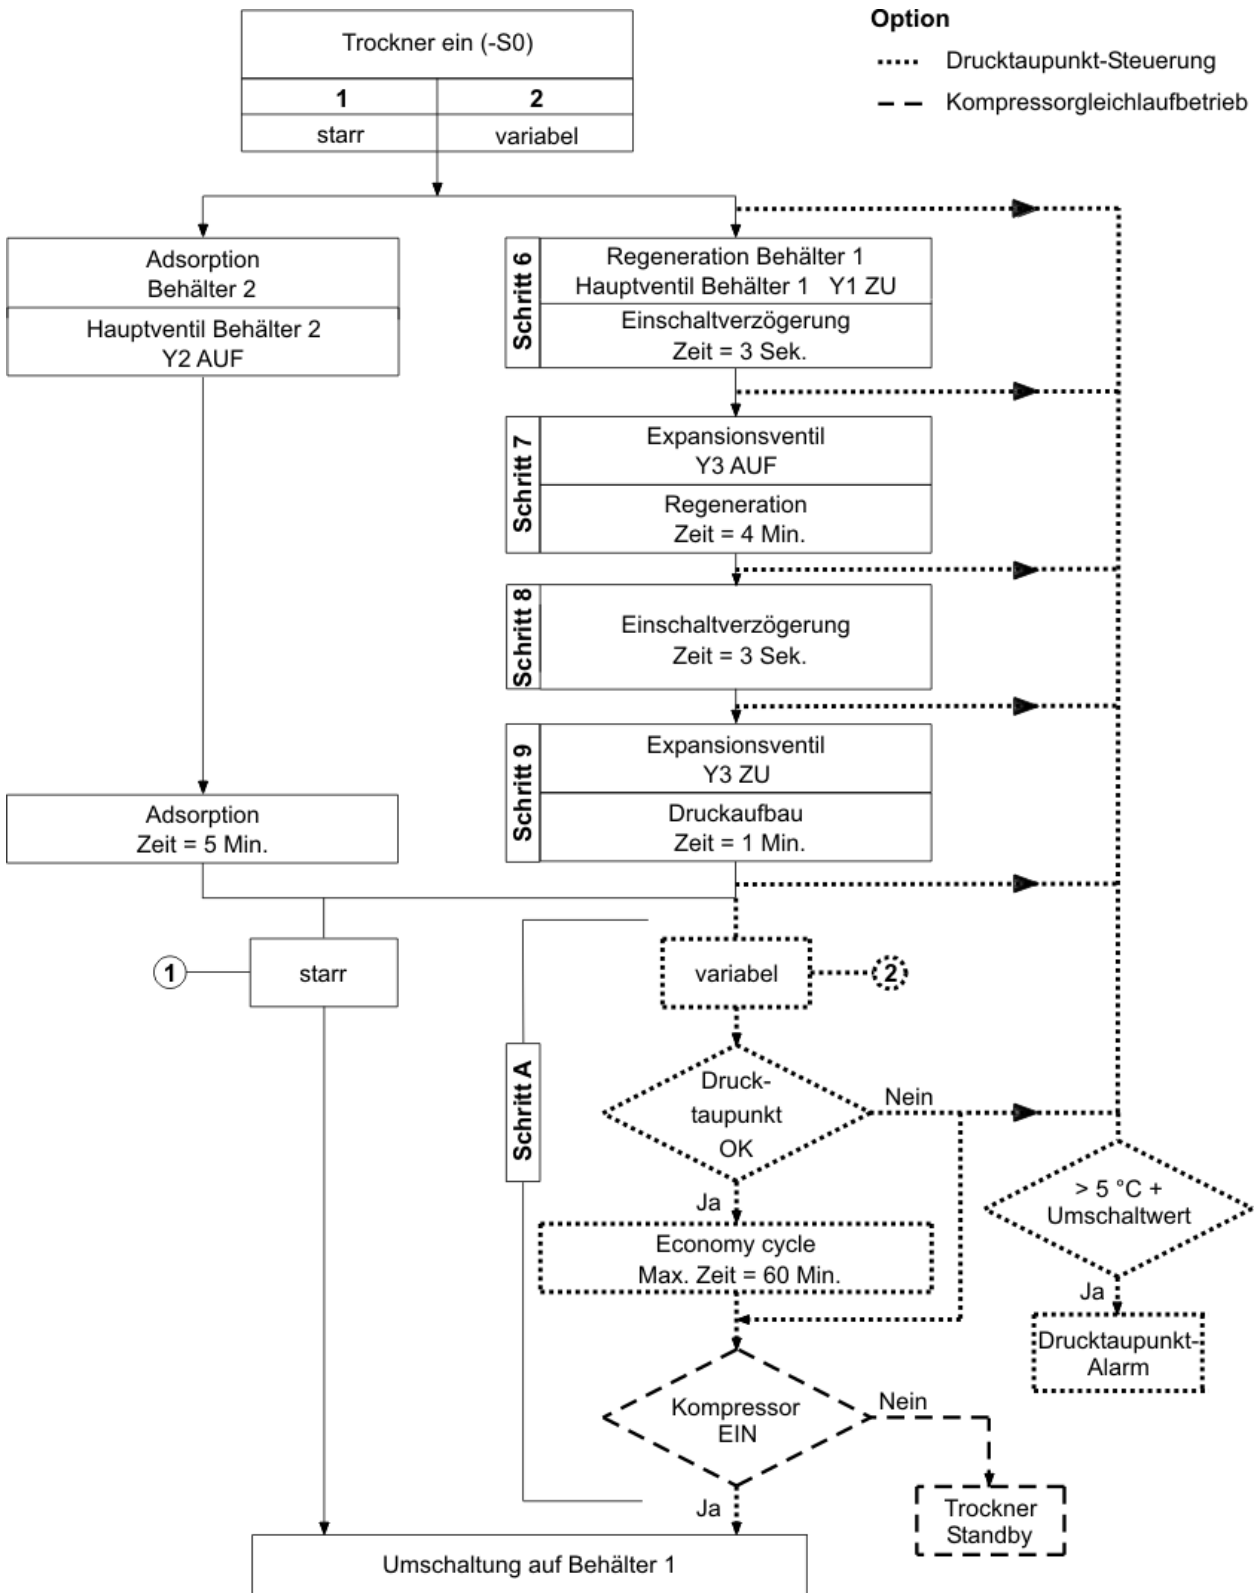 Option
Drucktaupunkt-Steuerung
Kompressorgleichlaufbetrieb
Trockner ein (-S0)
1
2
starr
variabel
Adsorption
Behälter 2
Hauptventil Behälter 2
Y2 AUF
Schritt 6
Regeneration Behälter 1
Hauptventil Behälter 1 Y1 ZU
Einschaltverzögerung
Zeit = 3 Sek.
Schritt 7
Expansionsventil
Y3 AUF
Regeneration
Zeit = 4 Min.
Schritt 8
Einschaltverzögerung
Zeit = 3 Sek.
Schritt 9
Expansionsventil
Y3 ZU
Druckaufbau
Zeit = 1 Min.
Adsorption
Zeit = 5 Min.
1
starr
variabel
2
Schritt A
Druck-
taupunkt
OK
Nein
Ja
> 5 °C +
Umschaltwert
Economy cycle
Max. Zeit = 60 Min.
Ja
Drucktaupunkt-
Alarm
Kompressor
EIN
Nein
Ja
Trockner
Standby
Umschaltung auf Behälter 1